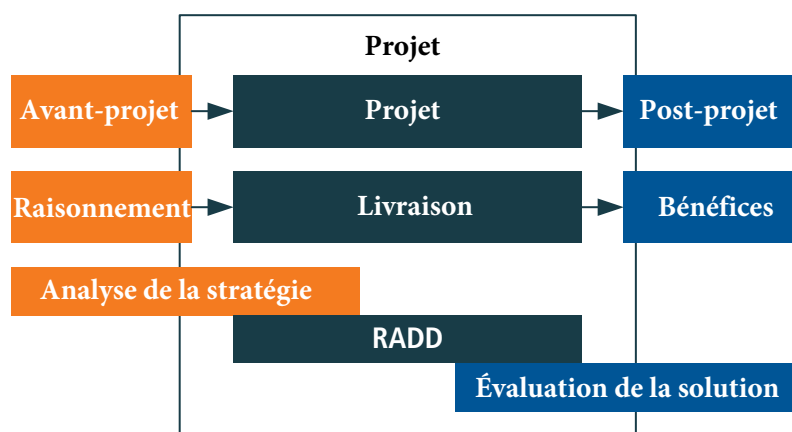 Projet
Avant-projet
Projet
Post-projet
Raisonnement
Livraison
Bénéfices
Analyse de la stratégie
RADD
Évaluation de la solution